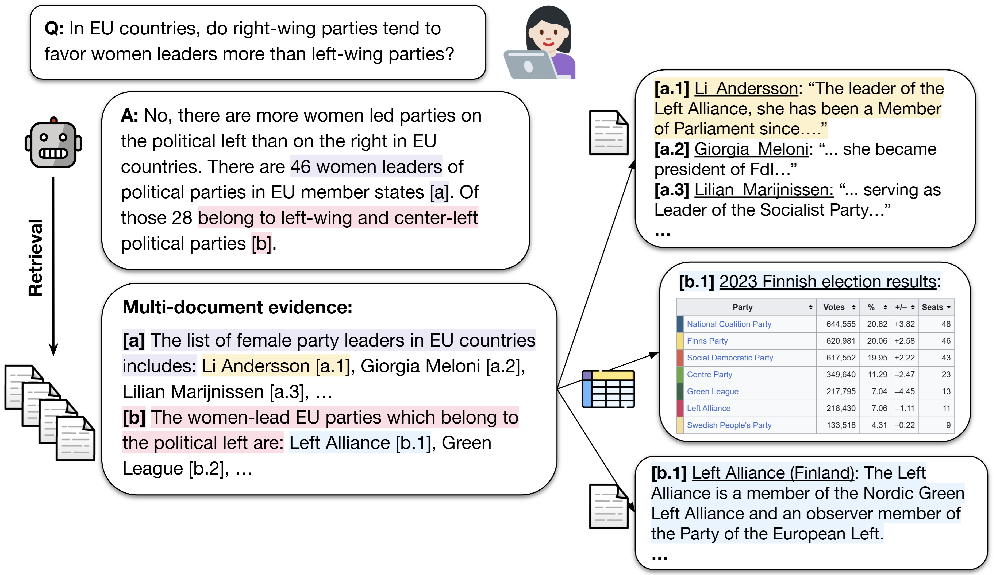 Q: In EU countries, do right-wing parties tend to
favor women leaders more than left-wing parties?
A: No, there are more women led parties on
the political left than on the right in EU
countries. There are 46 women leaders of
political parties in EU member states [a]. Of
those 28 belong to left-wing and center-left
political parties [b].
Retrieval
Multi-document evidence:
[a] The list of female party leaders in EU countries
includes: Li Andersson [a.1], Giorgia Meloni [a.2],
Lilian Marijnissen [a.3], ...
[b] The women-lead EU parties which belong to
the political left are: Left Alliance [b.1], Green
League [b.2], ...
[a.1] Li Andersson: “The leader of the
Left Alliance, she has been a Member
of Parliament since....”
[a.2] Giorgia Meloni: “... she became
president of FdI...”
[a.3] Lilian Marijnissen: “... serving as
Leader of the Socialist Party...”
...
[b.1] 2023 Finnish election results:
Party Votes % +/– Seats
National Coalition Party 644,555 20.82 +3.82 48
Finns Party 620,981 20.06 +2.58 46
Social Democratic Party 617,552 19.95 +2.22 43
Centre Party 349,640 11.29 –2.47 23
Green League 217,795 7.04 –4.45 13
Left Alliance 218,430 7.06 –1.11 11
Swedish People's Party 133,518 4.31 –0.22 9
[b.1] Left Alliance (Finland): The Left
Alliance is a member of the Nordic Green
Left Alliance and an observer member of
the Party of the European Left.
...